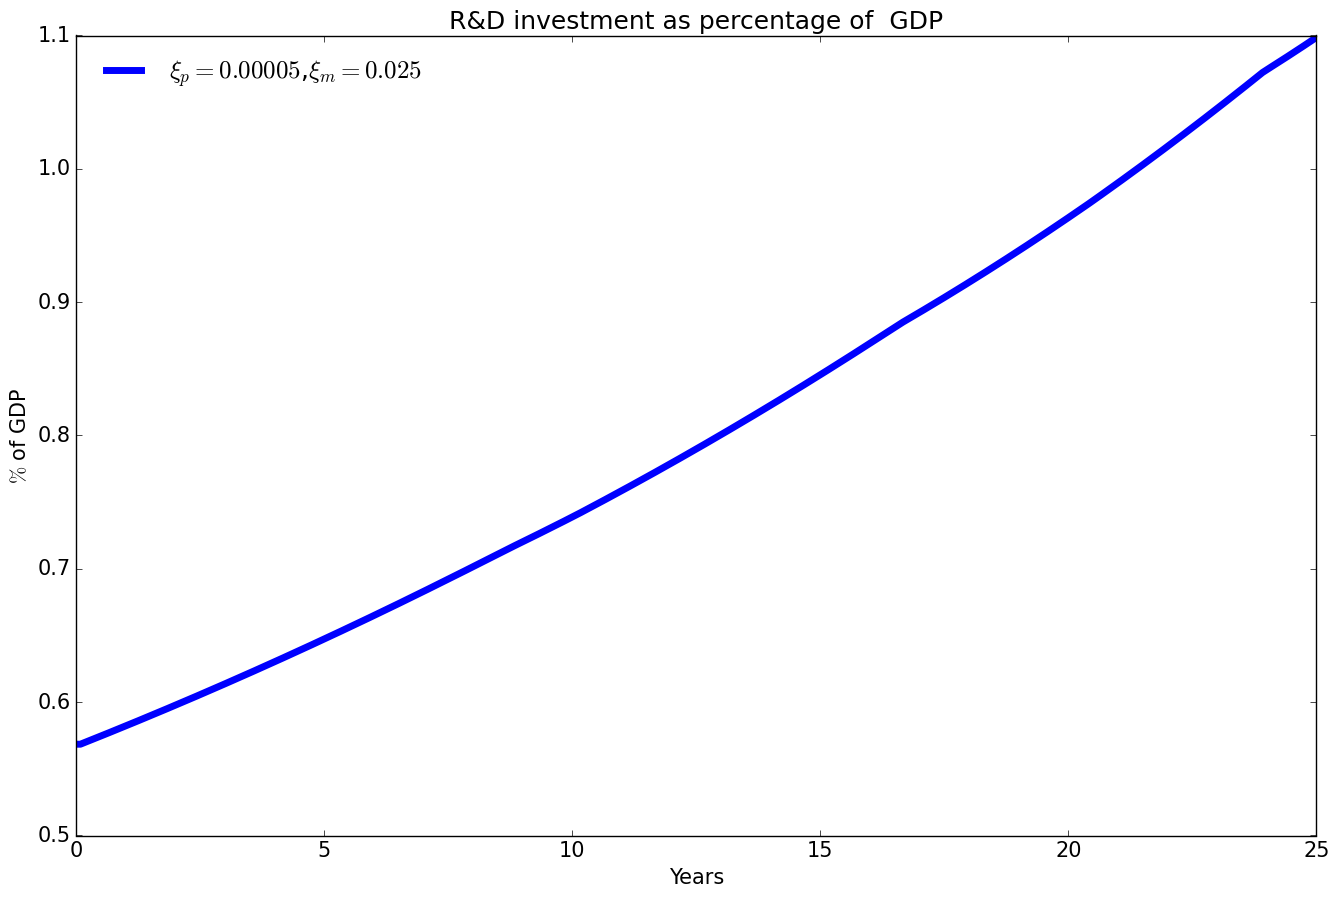 R&D investment as percentage of  GDP
ξₚ = 0.00005,ξₘ = 0.025
% of GDP
1.1
1.0
0.9
0.8
0.7
0.6
0.5
0 5 10 15 20 25
Years